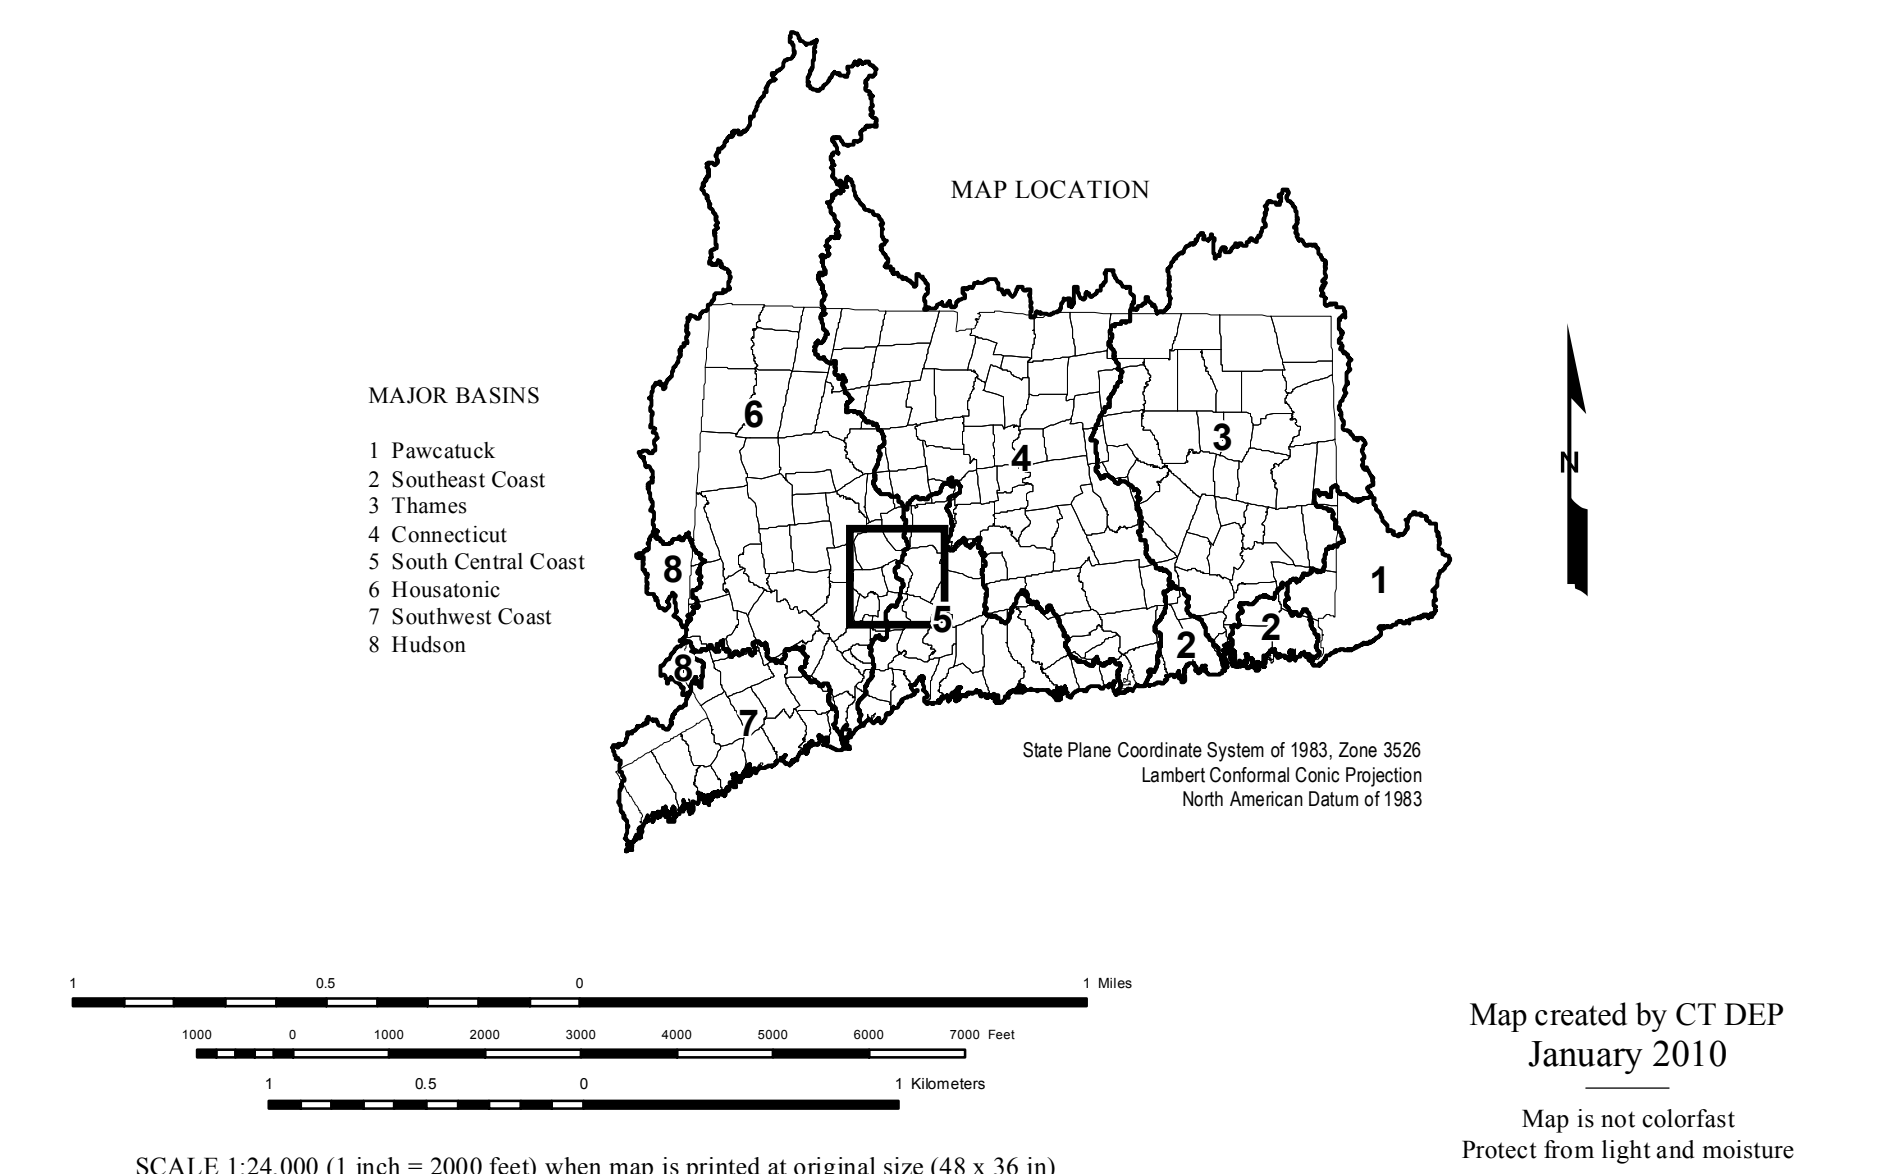 MAP LOCATION
MAJOR BASINS
1 Pawcatuck
2 Southeast Coast
3 Thames
4 Connecticut
5 South Central Coast
6 Housatonic
7 Southwest Coast
8 Hudson
6
4
3
8
5
1
2
2
8
7
N
State Plane Coordinate System of 1983, Zone 3526
Lambert Conformal Conic Projection
North American Datum of 1983
1 0.5 0 1 Miles
1000 0 1000 2000 3000 4000 5000 6000 7000 Feet
1 0.5 0 1 Kilometers
SCALE 1:24,000 (1 inch = 2000 feet) when map is printed at original size (48 x 36 in)
Map created by CT DEP
January 2010
Map is not colorfast
Protect from light and moisture